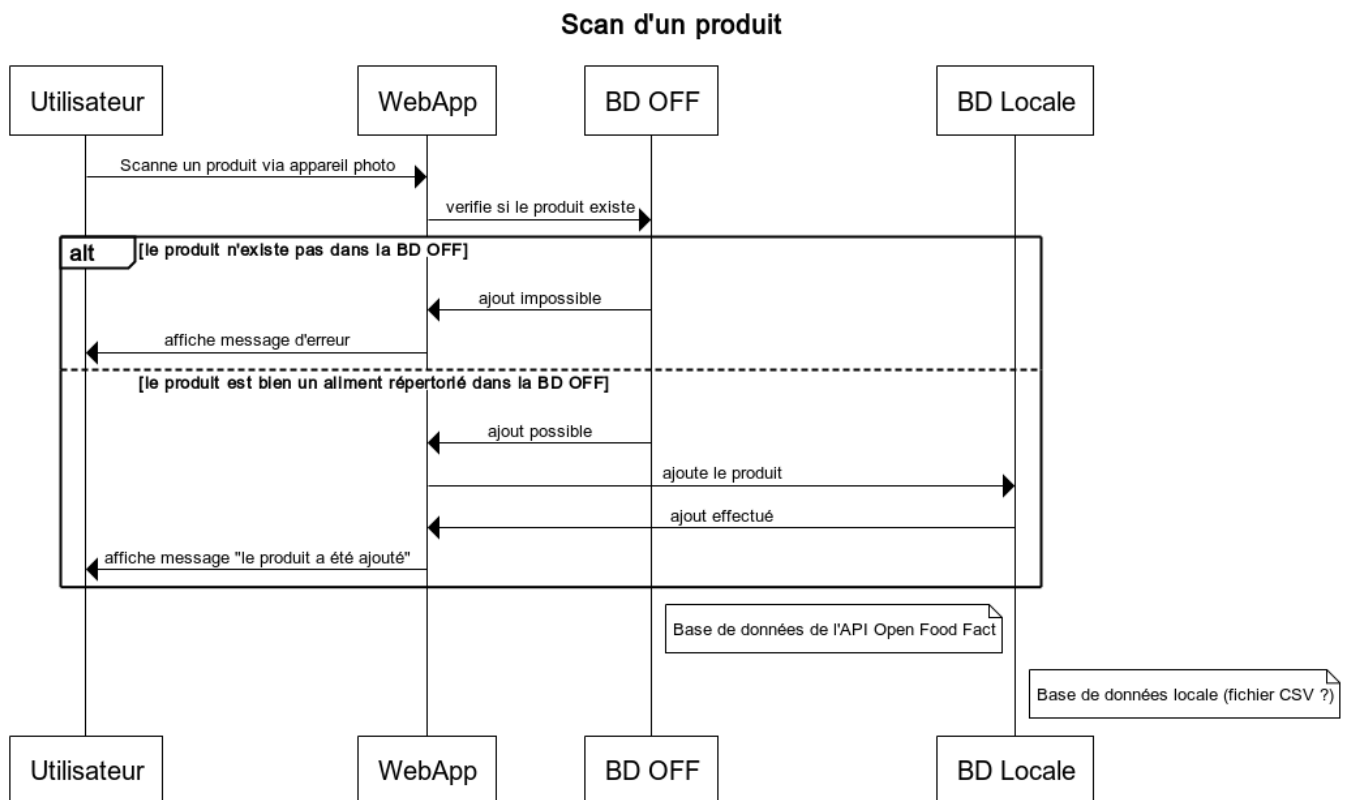 Scan d'un produit
Utilisateur
WebApp
BD OFF
BD Locale
Scanne un produit via appareil photo
verifie si le produit existe
alt
[le produit n'existe pas dans la BD OFF]
ajout impossible
affiche message d'erreur
[le produit est bien un aliment répertorié dans la BD OFF]
ajout possible
ajoute le produit
ajout effectué
affiche message "le produit a été ajouté"
Base de données de l'API Open Food Fact
Base de données locale (fichier CSV ?)
Utilisateur
WebApp
BD OFF
BD Locale